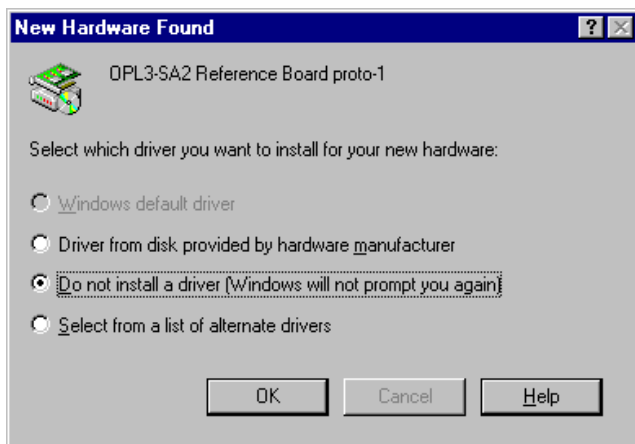 New Hardware Found
OPL3-SA2 Reference Board proto-1
Select which driver you want to install for your new hardware:
Windows default driver
Driver from disk provided by hardware manufacturer
Do not install a driver (Windows will not prompt you again)
Select from a list of alternate drivers
OK Cancel Help